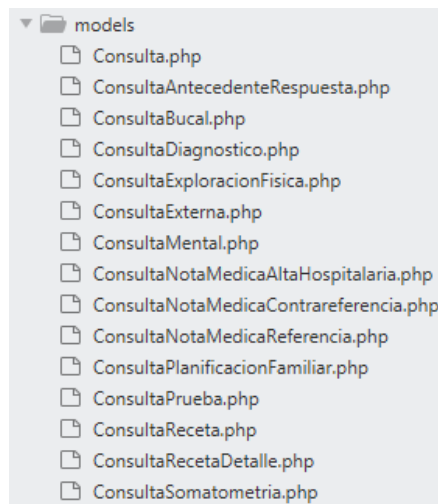 models
Consulta.php
ConsultaAntecedenteRespuesta.php
ConsultaBucal.php
ConsultaDiagnostico.php
ConsultaExploracionFisica.php
ConsultaExterna.php
ConsultaMental.php
ConsultaNotaMedicaAltaHospitalaria.php
ConsultaNotaMedicaContrareferencia.php
ConsultaNotaMedicaReferencia.php
ConsultaPlanificacionFamiliar.php
ConsultaPrueba.php
ConsultaReceta.php
ConsultaRecetaDetalle.php
ConsultaSomatometria.php